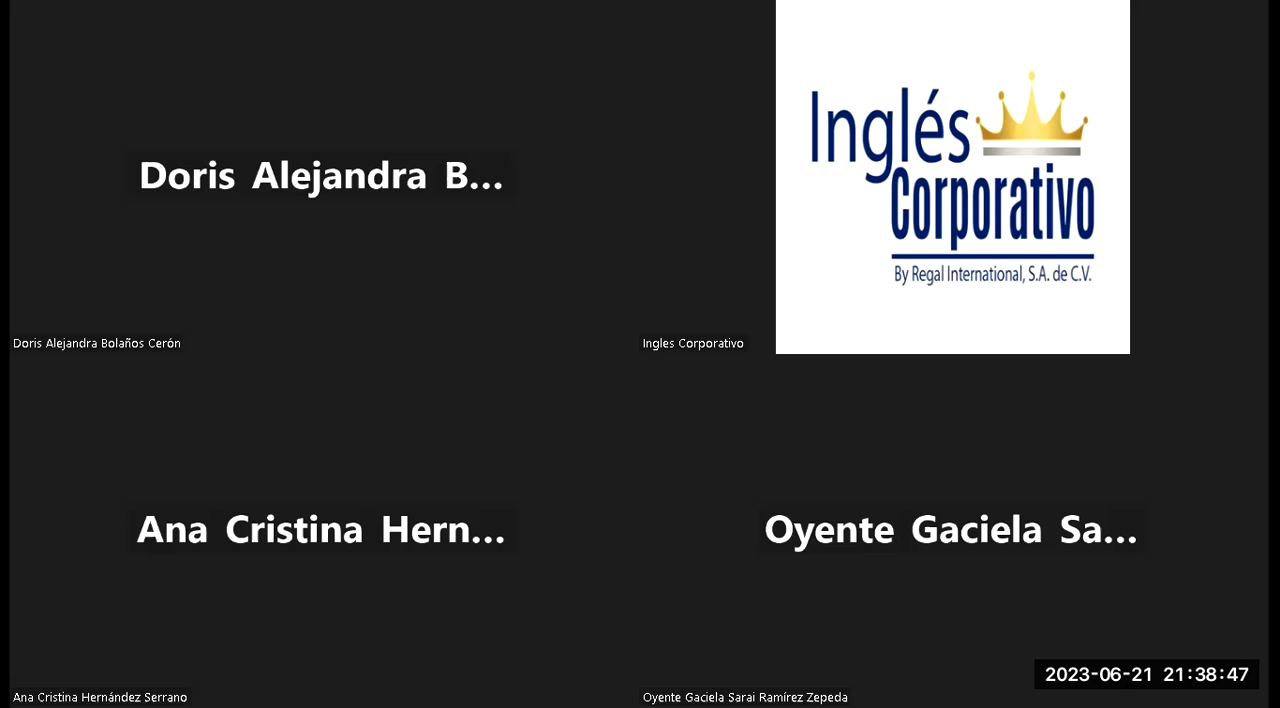 Doris Alejandra B...
Doris Alejandra Bolaños Cerón
Inglés
Corporativo
By Regal International, S.A. de C.V.
Ingles Corporativo
Ana Cristina Hern...
Ana Cristina Hernández Serrano
Oyente Gaciela Sa...
Oyente Gaciela Sarai Ramírez Zepeda
2023-06-21 21:38:47